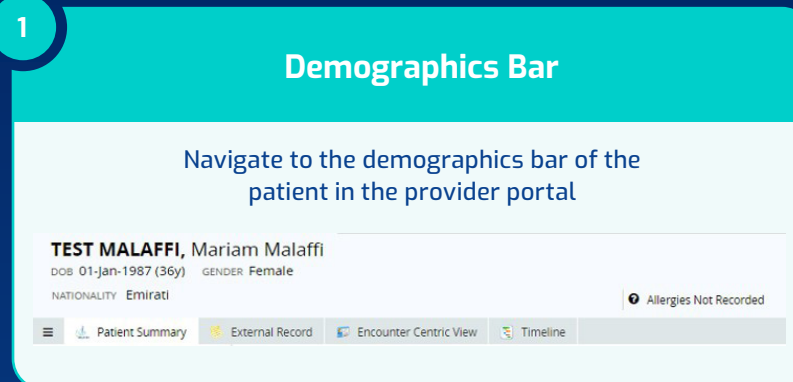 1
Demographics Bar
Navigate to the demographics bar of the
patient in the provider portal
TEST MALAFFI, Mariam Malaffi
DOB 01-Jan-1987 (36y) GENDER Female
NATIONALITY Emirati
Allergies Not Recorded
Patient Summary External Record Encounter Centric View Timeline